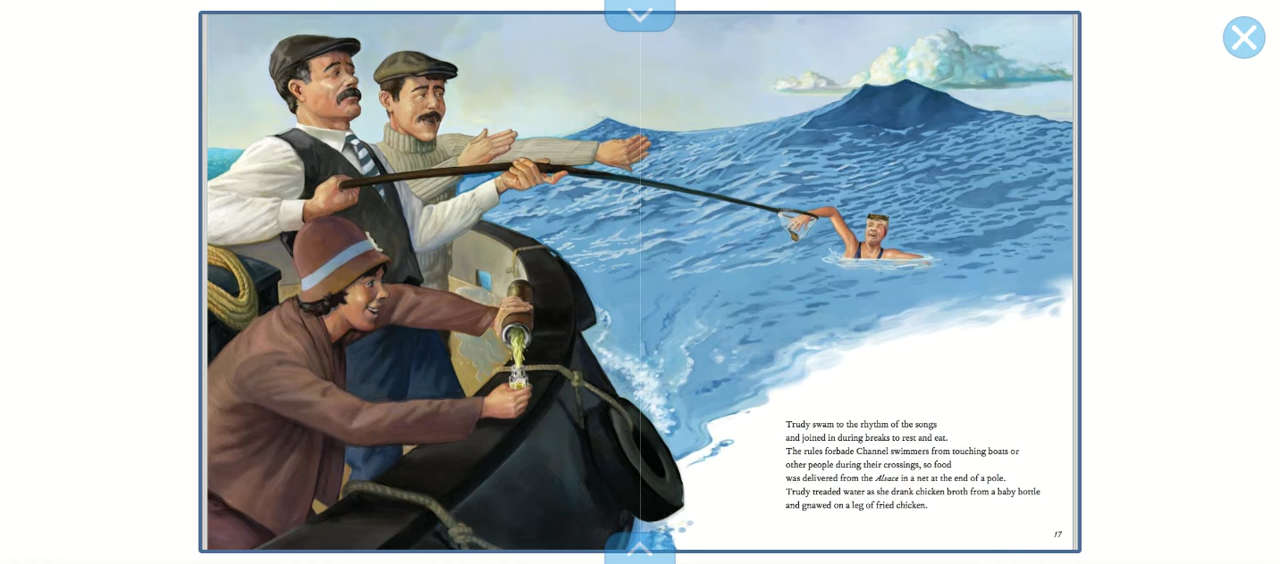 Trudy swam to the rhythm of the songs
and joined in during breaks to rest and eat.
The rules forbade Channel swimmers from touching boats or
other people during their crossings, so food
was delivered from the Alsace in a net at the end of a pole.
Trudy treaded water as she drank chicken broth from a baby bottle
and gnawed on a leg of fried chicken.
17